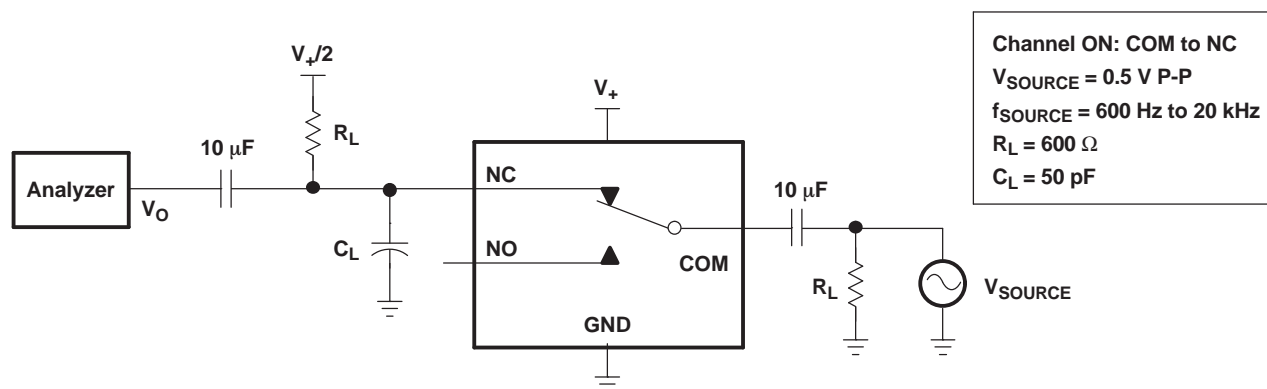 V+/2
V+
RL
10 μF
Analyzer
VO
CL
NC
NO
COM
GND
10 μF
RL
VSOURCE
Channel ON: COM to NC
VSOURCE = 0.5 V P-P
fSOURCE = 600 Hz to 20 kHz
RL = 600 Ω
CL = 50 pF